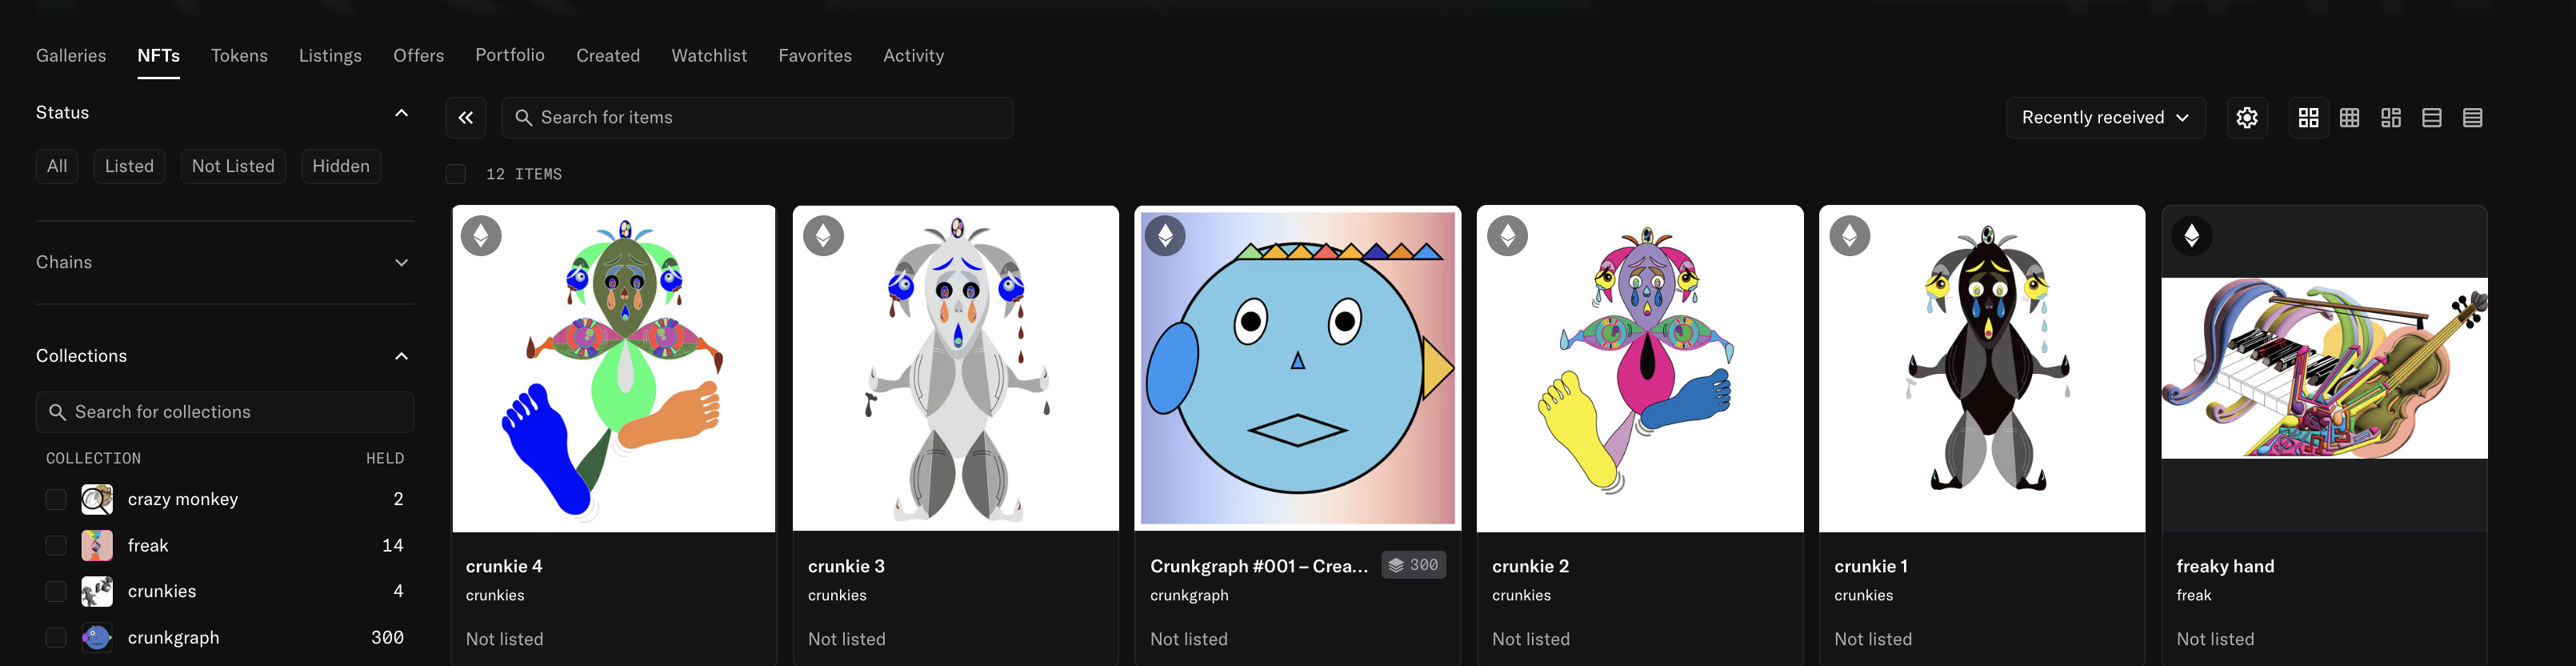 Galleries NFTs Tokens Listings Offers Portfolio Created Watchlist Favorites Activity
Status
All Listed Not Listed Hidden
Chains
Collections
Search for collections
COLLECTION HELD
crazy monkey 2
freak 14
crunkies 4
crunkgraph 300
Search for items
Recently received
12 ITEMS
crunkie 4
crunkies
Not listed
crunkie 3
crunkies
Not listed
Crunkgraph #001 – Crea... 300
crunkgraph
Not listed
crunkie 2
crunkies
Not listed
crunkie 1
crunkies
Not listed
freaky hand
freak
Not listed